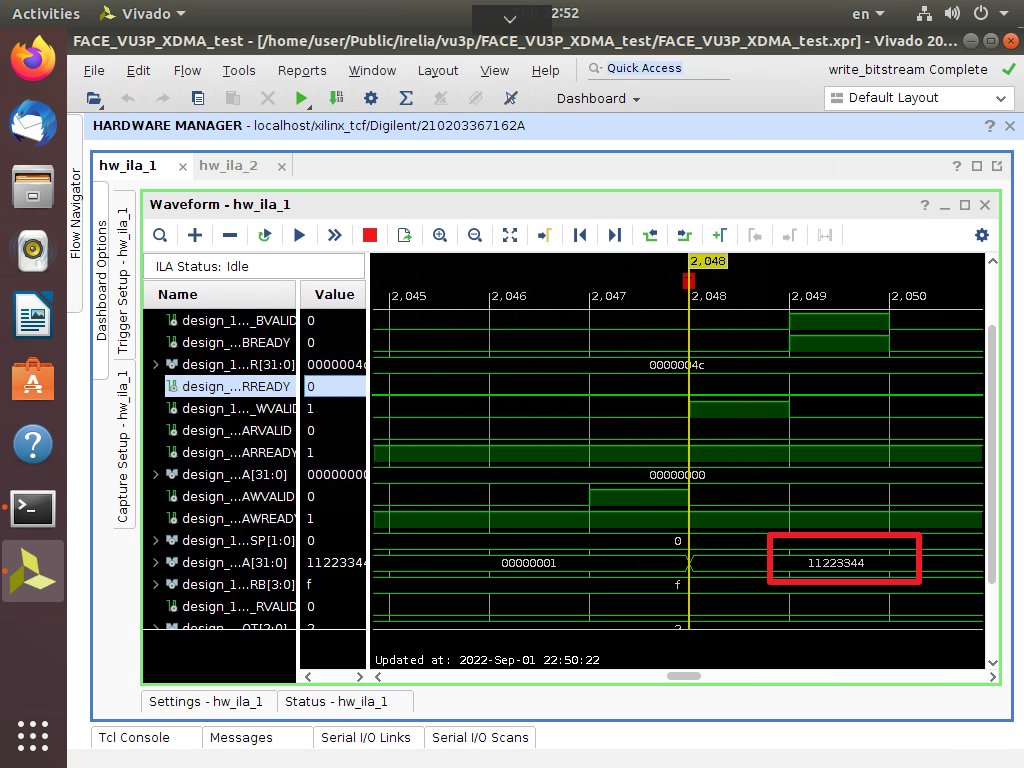 Activities Vivado 2:52 en
FACE_VU3P_XDMA_test - [/home/user/Public/irelia/vu3p/FACE_VU3P_XDMA_test/FACE_VU3P_XDMA_test.xpr] - Vivado 20...
File Edit Flow Tools Reports Window Layout View Help Quick Access write_bitstream Complete
Dashboard Default Layout
HARDWARE MANAGER - localhost/xilinx_tcf/Digilent/210203367162A
Flow Navigator
hw_ila_1 hw_ila_2
Dashboard Options
Trigger Setup - hw_ila_1
Capture Setup - hw_ila_1
Waveform - hw_ila_1
ILA Status: Idle
2,048
Name Value 2,045 2,046 2,047 2,048 2,049 2,050
design_1..._BVALID 0
design_1...BREADY 0
design_1...R[31:0] 0000004c 0000004c
design_...RREADY 0
design_1..._WVALID 1
design_...ARVALID 0
design_...ARREADY 1
design_...A[31:0] 00000000 00000000
design_...AWVALID 0
design_...AWREADY 1
design_1...SP[1:0] 0 0
design_...A[31:0] 11223344 00000001 11223344
design_1...RB[3:0] f f
design_1..._RVALID 0
design_1...OT[2:0] 2 2
Updated at: 2022-Sep-01 22:50:22
Settings - hw_ila_1 Status - hw_ila_1
Tcl Console Messages Serial I/O Links Serial I/O Scans